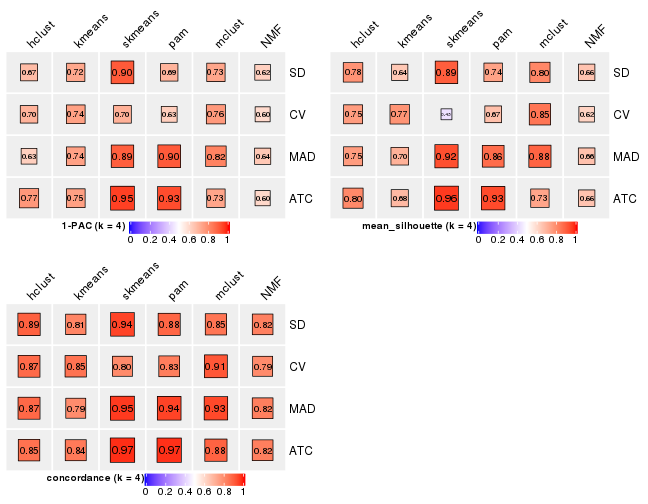 hclust kmeans skmeans pam mclust NMF
0.67 0.72 0.90 0.69 0.73 0.62 SD
0.70 0.74 0.70 0.63 0.76 0.60 CV
0.63 0.74 0.89 0.90 0.82 0.64 MAD
0.77 0.75 0.95 0.93 0.73 0.60 ATC
1-PAC (k = 4)
0 0.2 0.4 0.6 0.8 1
hclust kmeans skmeans pam mclust NMF
0.78 0.64 0.89 0.74 0.80 0.66 SD
0.75 0.77 0.67 0.85 0.62 CV
0.75 0.70 0.92 0.86 0.88 0.66 MAD
0.80 0.68 0.95 0.93 0.73 0.66 ATC
mean_silhouette (k = 4)
0 0.2 0.4 0.6 0.8 1
hclust kmeans skmeans pam mclust NMF
0.89 0.81 0.94 0.88 0.85 0.82 SD
0.87 0.85 0.80 0.83 0.91 0.79 CV
0.87 0.79 0.95 0.94 0.93 0.82 MAD
0.85 0.84 0.97 0.97 0.88 0.82 ATC
concordance (k = 4)
0 0.2 0.4 0.6 0.8 1